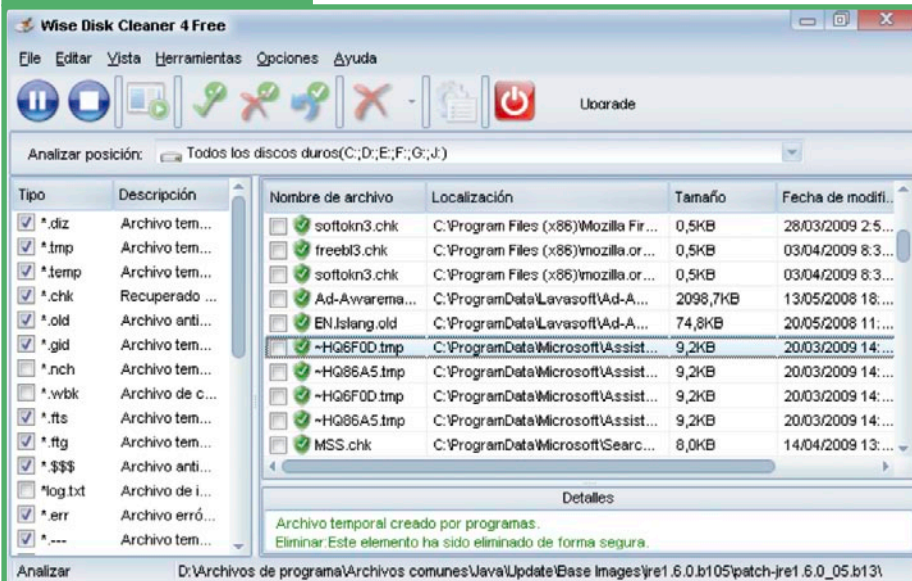 Wise Disk Cleaner 4 Free
File Editar Vista Herramientas Opciones Ayuda
Upgrade
Analizar posición: Todos los discos duros(C:;D:;E:;F:;G:;J:)
Tipo Descripción
*.diz Archivo tem...
*.tmp Archivo tem...
*.temp Archivo tem...
*.chk Recuperado ...
*.old Archivo anti...
*.gid Archivo tem...
*.nch Archivo tem...
*.wbk Archivo de c...
*.fts Archivo tem...
*.ftg Archivo tem...
*.$$$ Archivo anti...
*log.txt Archivo de i...
*.err Archivo erró...
*.--- Archivo tem...
Nombre de archivo Localización Tamaño Fecha de modifi...
softokn3.chk C:\Program Files (x86)\Mozilla Fir... 0,5KB 28/03/2009 2:5...
freebl3.chk C:\Program Files (x86)\mozilla.or... 0,5KB 03/04/2009 8:3...
softokn3.chk C:\Program Files (x86)\mozilla.or... 0,5KB 03/04/2009 8:3...
Ad-Awarema... C:\ProgramData\Lavasoft\Ad-A... 2098,7KB 13/05/2008 18:...
EN.lslang.old C:\ProgramData\Lavasoft\Ad-A... 74,8KB 20/05/2008 11:...
~HQ6F0D.tmp C:\ProgramData\Microsoft\Assist... 9,2KB 20/03/2009 14:...
~HQ86A5.tmp C:\ProgramData\Microsoft\Assist... 9,2KB 20/03/2009 14:...
~HQ6F0D.tmp C:\ProgramData\Microsoft\Assist... 9,2KB 20/03/2009 14:...
~HQ86A5.tmp C:\ProgramData\Microsoft\Assist... 9,2KB 20/03/2009 14:...
MSS.chk C:\ProgramData\Microsoft\Searc... 8,0KB 14/04/2009 13:...
Detalles
Archivo temporal creado por programas.
Eliminar:Este elemento ha sido eliminado de forma segura.
Analizar D:\Archivos de programa\Archivos comunes\Java\Update\Base Images\jre1.6.0.b105\patch-jre1.6.0_05.b13\